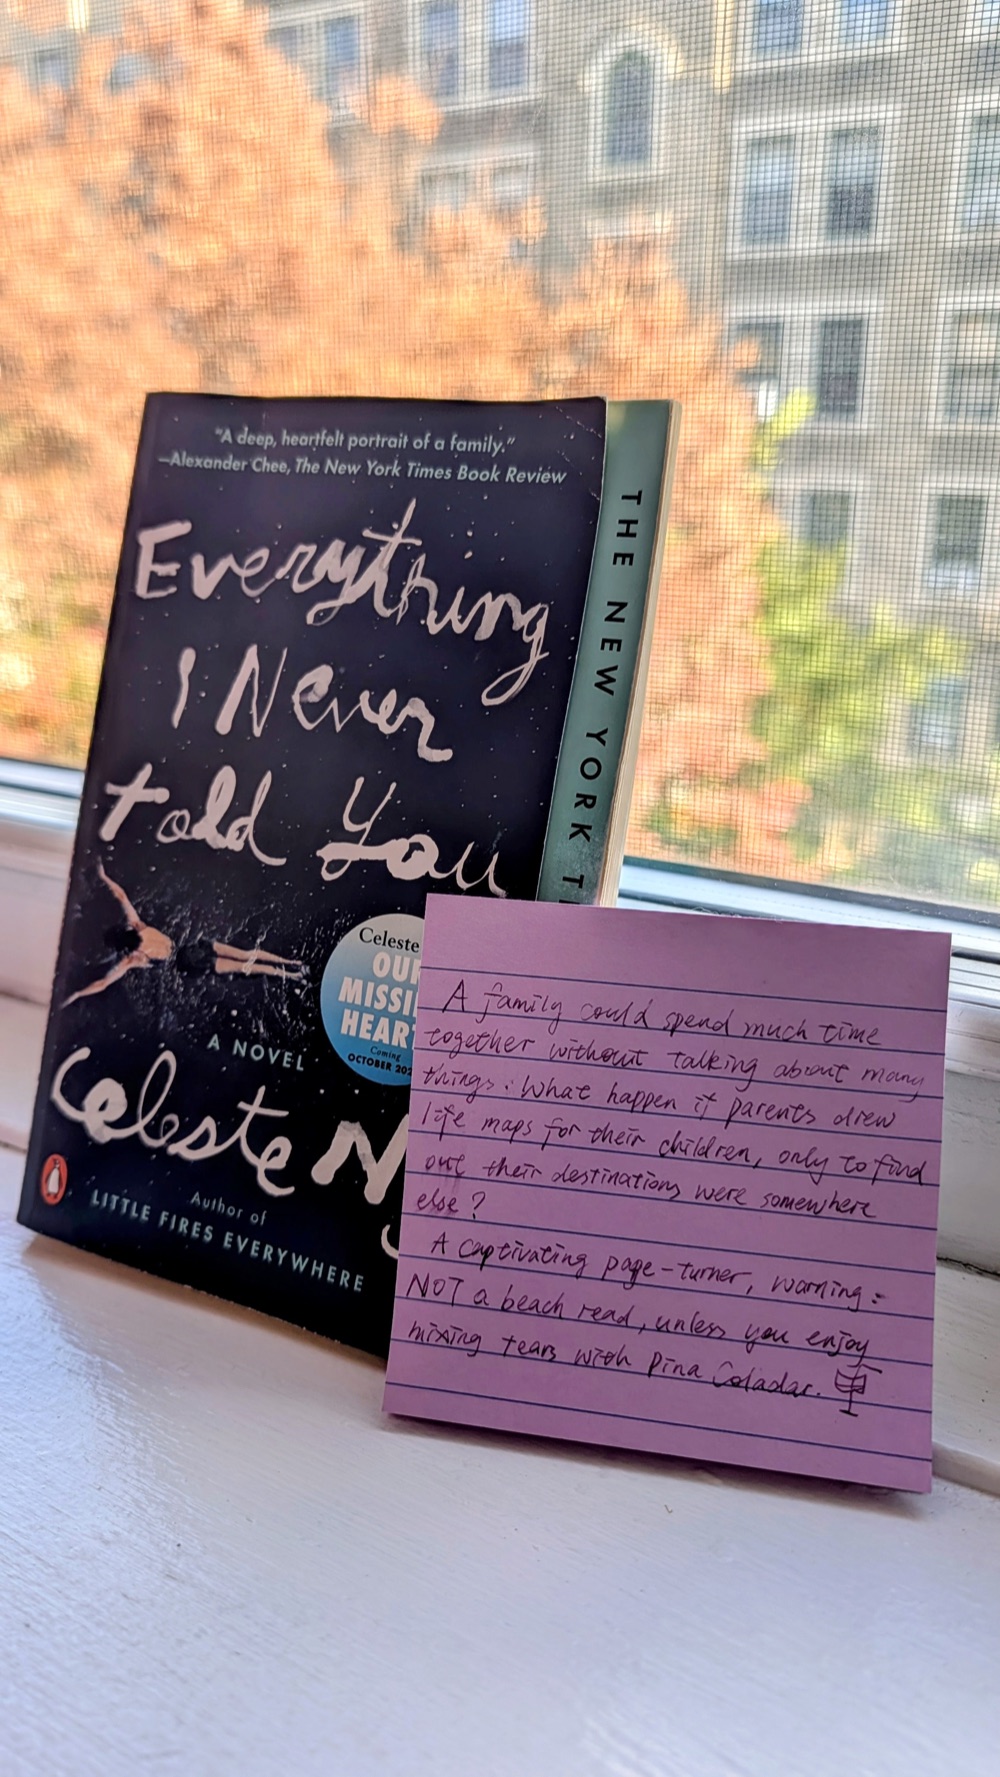 "A deep, heartfelt portrait of a family."
—Alexander Chee, The New York Times Book Review
Everything
I Never
told You
Celeste
OUR
MISSI
HEAR
Coming
OCTOBER 202
A NOVEL
Celeste N
Author of
LITTLE FIRES EVERYWHERE
THE NEW YORK T
A family could spend much time
together without talking about many
things. What happen if parents drew
life maps for their children, only to find
out their destinations were somewhere
else?
A captivating page-turner, warning:
NOT a beach read, unless you enjoy
mixing tears with Pina Coladar.